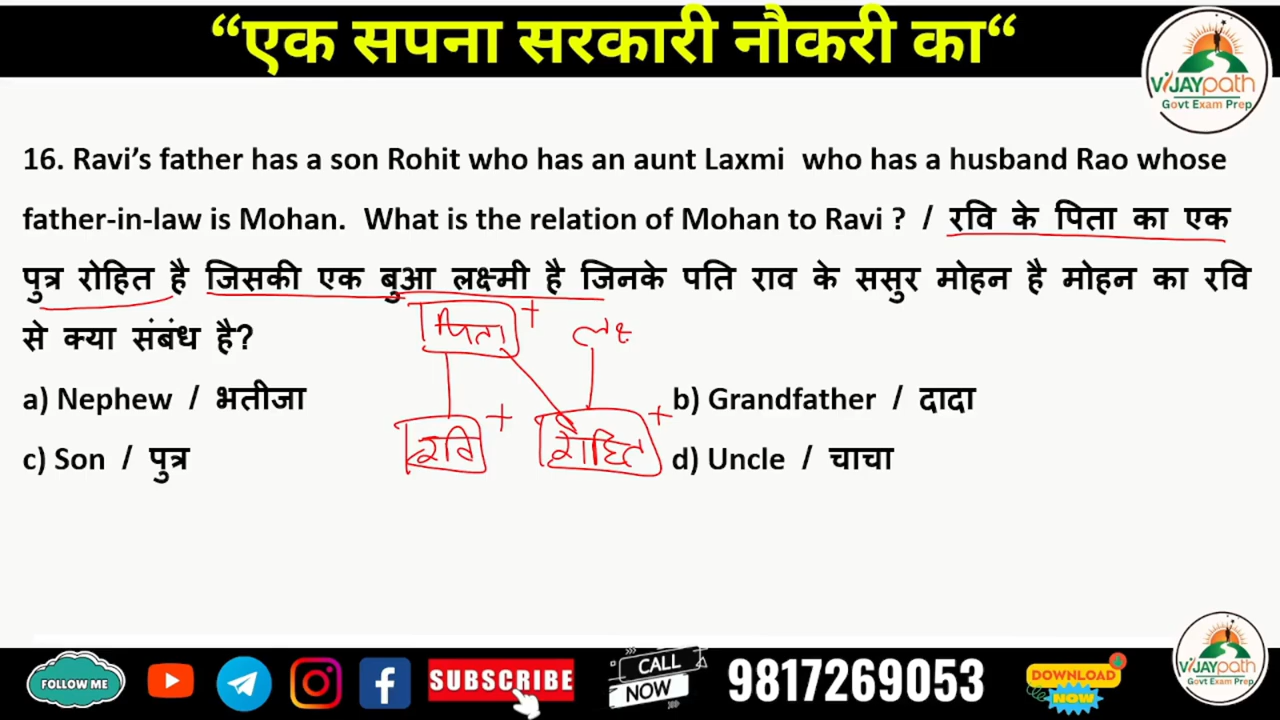 “एक सपना सरकारी नौकरी का“
VIJAYpath
Govt Exam Prep
16. Ravi’s father has a son Rohit who has an aunt Laxmi who has a husband Rao whose
father-in-law is Mohan. What is the relation of Mohan to Ravi ? / रवि के पिता का एक
पुत्र रोहित है जिसकी एक बुआ लक्ष्मी है जिनके पति राव के ससुर मोहन है मोहन का रवि
से क्या संबंध है?
पिता +
लक्ष
a) Nephew / भतीजा
b) Grandfather / दादा
रवि +
रोहित +
c) Son / पुत्र
d) Uncle / चाचा
VIJAYpath
Govt Exam Prep
FOLLOW ME
SUBSCRIBE
CALL
NOW
9817269053
DOWNLOAD
NOW